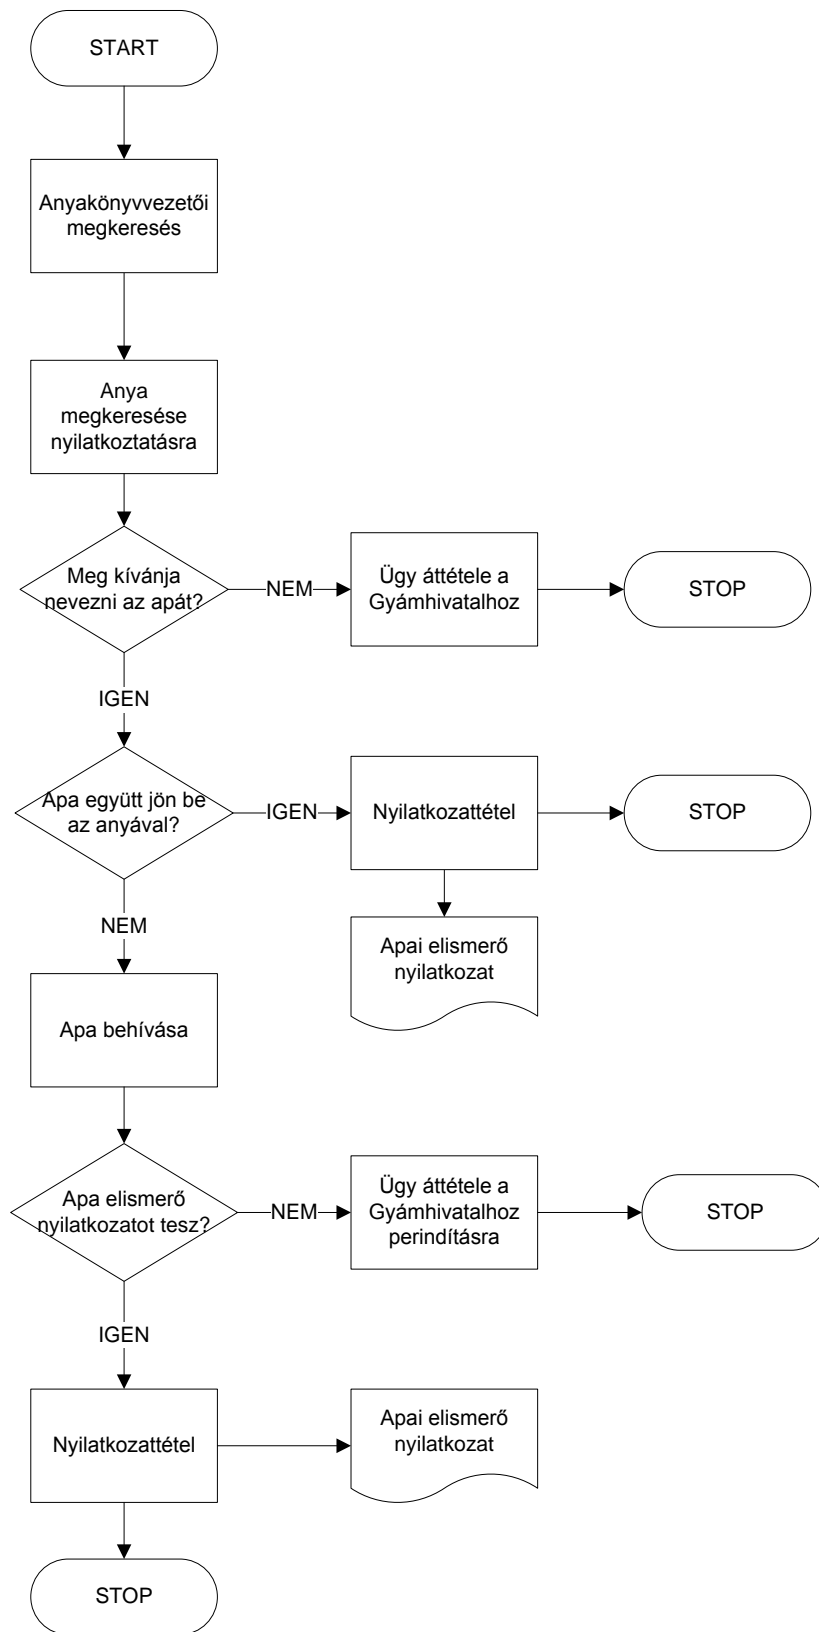 START
Anyakönyvvezetői
megkeresés
Anya
megkeresése
nyilatkoztatásra
Meg kívánja
nevezni az apát?
NEM
Ügy áttétele a
Gyámhivatalhoz
STOP
IGEN
Apa együtt jön be
az anyával?
IGEN
Nyilatkozattétel
STOP
NEM
Apai elismerő
nyilatkozat
Apa behívása
Apa elismerő
nyilatkozatot tesz?
NEM
Ügy áttétele a
Gyámhivatalhoz
perindításra
STOP
IGEN
Nyilatkozattétel
Apai elismerő
nyilatkozat
STOP